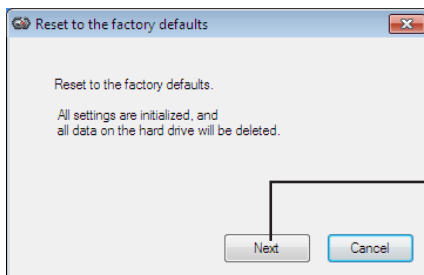 Reset to the factory defaults
Reset to the factory defaults.
All settings are initialized, and
all data on the hard drive will be deleted.
Next
Cancel